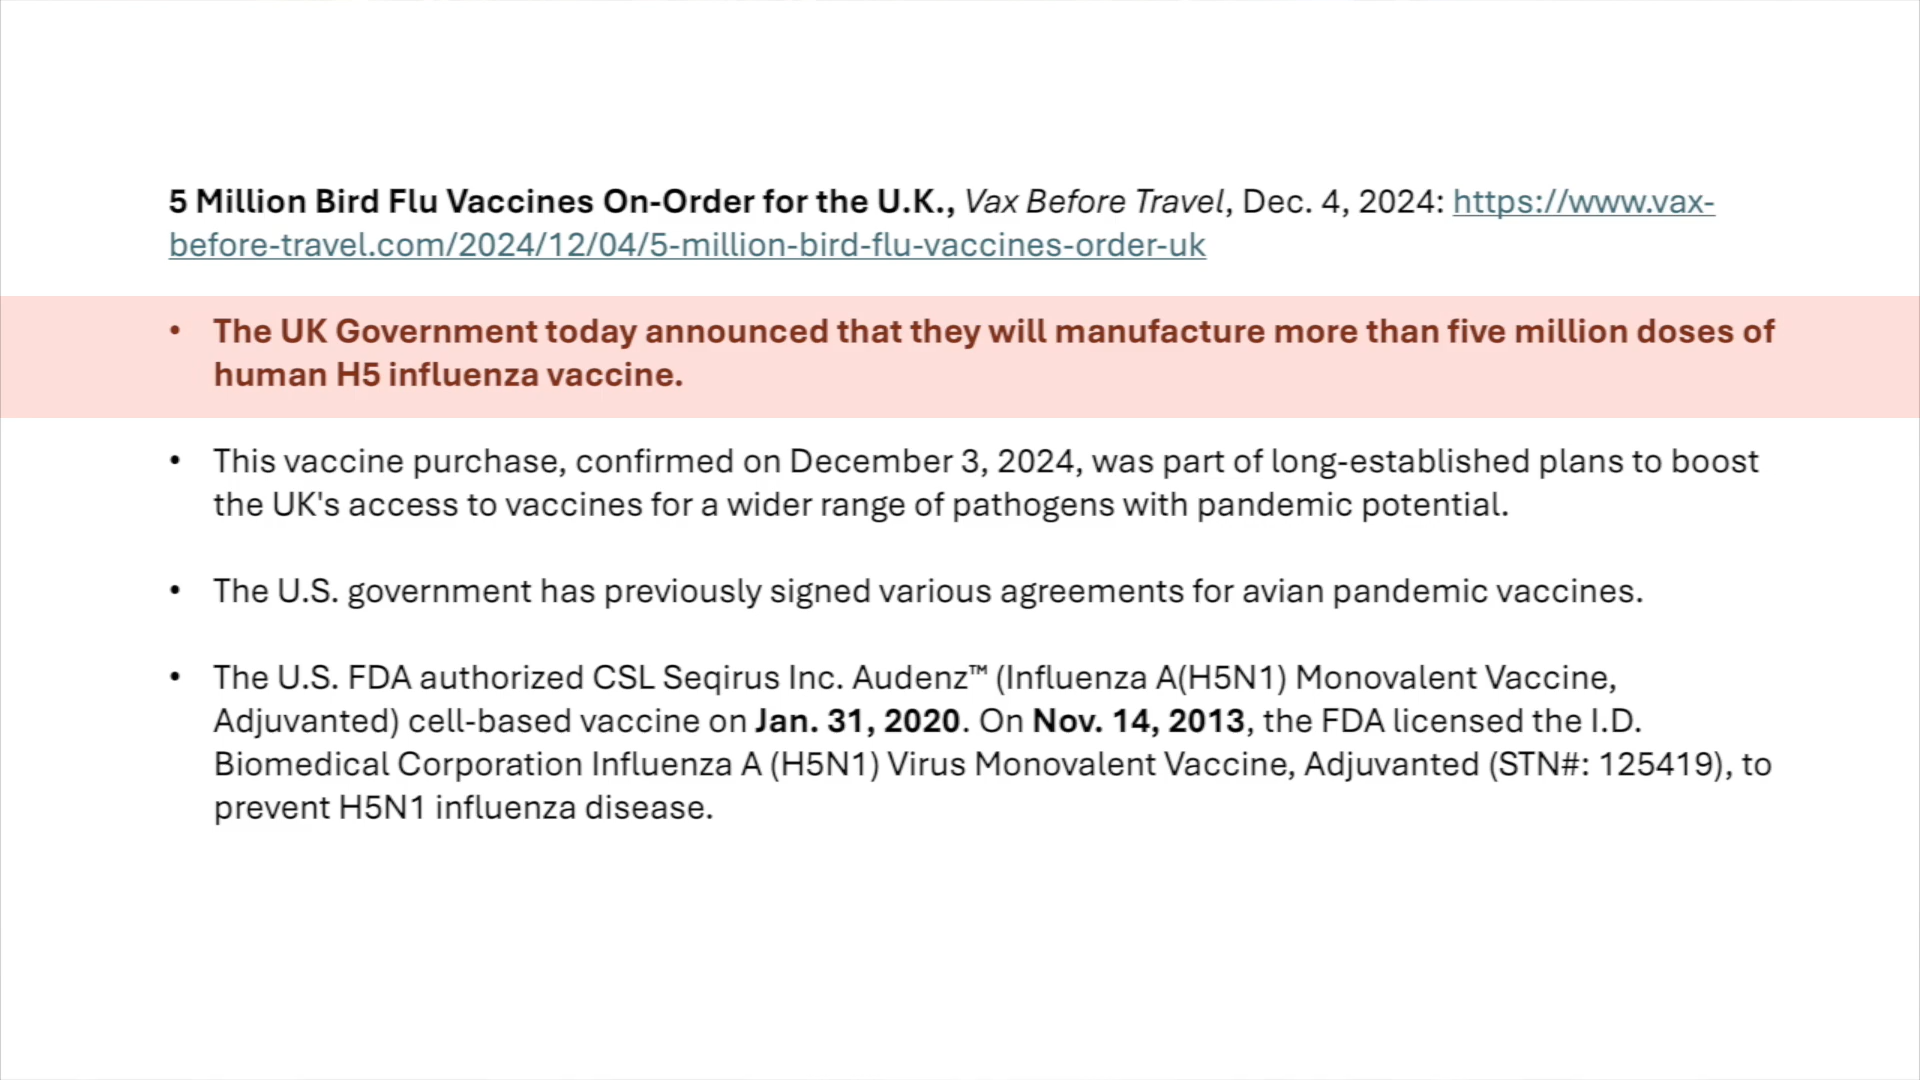 5 Million Bird Flu Vaccines On-Order for the U.K., Vax Before Travel, Dec. 4, 2024: https://www.vax-
before-travel.com/2024/12/04/5-million-bird-flu-vaccines-order-uk
• The UK Government today announced that they will manufacture more than five million doses of
human H5 influenza vaccine.
• This vaccine purchase, confirmed on December 3, 2024, was part of long-established plans to boost
the UK's access to vaccines for a wider range of pathogens with pandemic potential.
• The U.S. government has previously signed various agreements for avian pandemic vaccines.
• The U.S. FDA authorized CSL Seqirus Inc. Audenz™ (Influenza A(H5N1) Monovalent Vaccine,
Adjuvanted) cell-based vaccine on Jan. 31, 2020. On Nov. 14, 2013, the FDA licensed the I.D.
Biomedical Corporation Influenza A (H5N1) Virus Monovalent Vaccine, Adjuvanted (STN#: 125419), to
prevent H5N1 influenza disease.